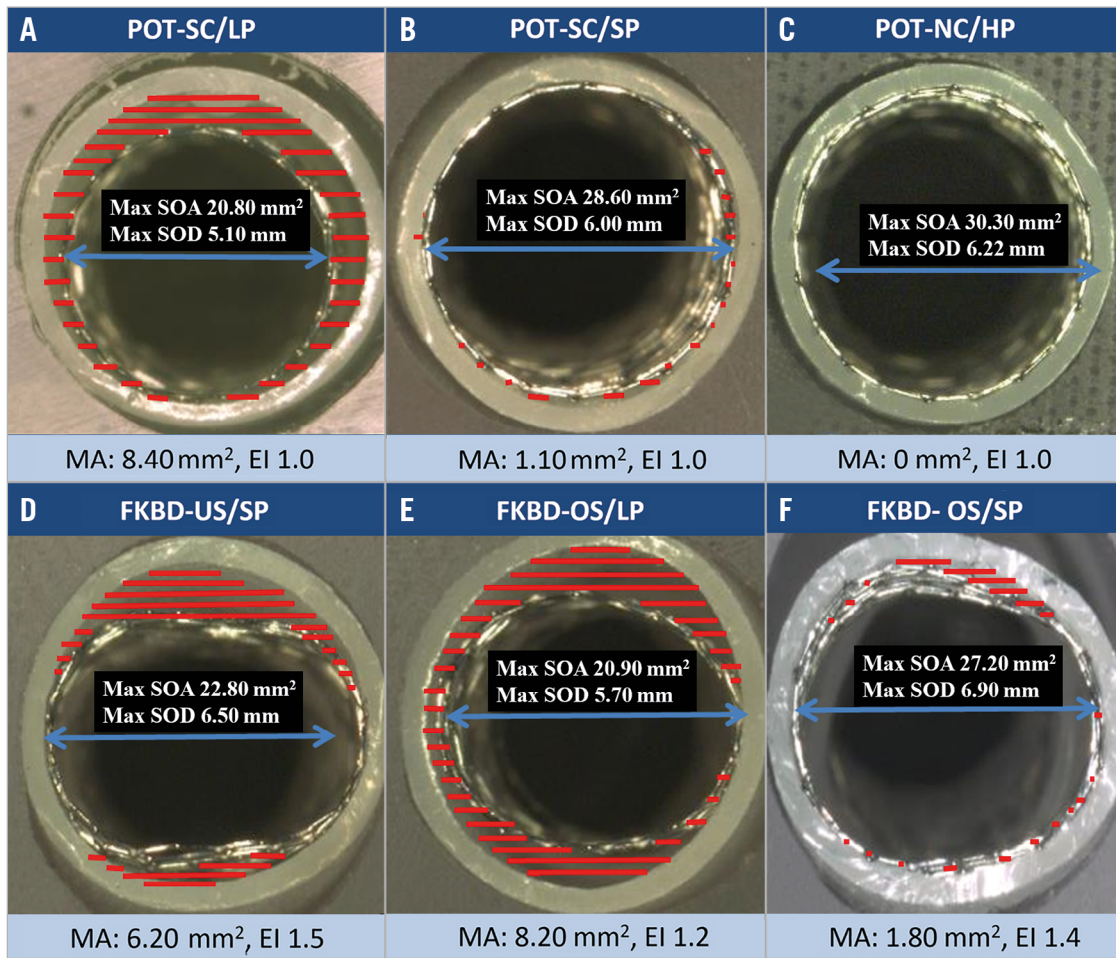 A POT-SC/LP
Max SOA 20.80 mm²
Max SOD 5.10 mm
MA: 8.40 mm², EI 1.0
B POT-SC/SP
Max SOA 28.60 mm²
Max SOD 6.00 mm
MA: 1.10 mm², EI 1.0
C POT-NC/HP
Max SOA 30.30 mm²
Max SOD 6.22 mm
MA: 0 mm², EI 1.0
D FKBD-US/SP
Max SOA 22.80 mm²
Max SOD 6.50 mm
MA: 6.20 mm², EI 1.5
E FKBD-OS/LP
Max SOA 20.90 mm²
Max SOD 5.70 mm
MA: 8.20 mm², EI 1.2
F FKBD- OS/SP
Max SOA 27.20 mm²
Max SOD 6.90 mm
MA: 1.80 mm², EI 1.4